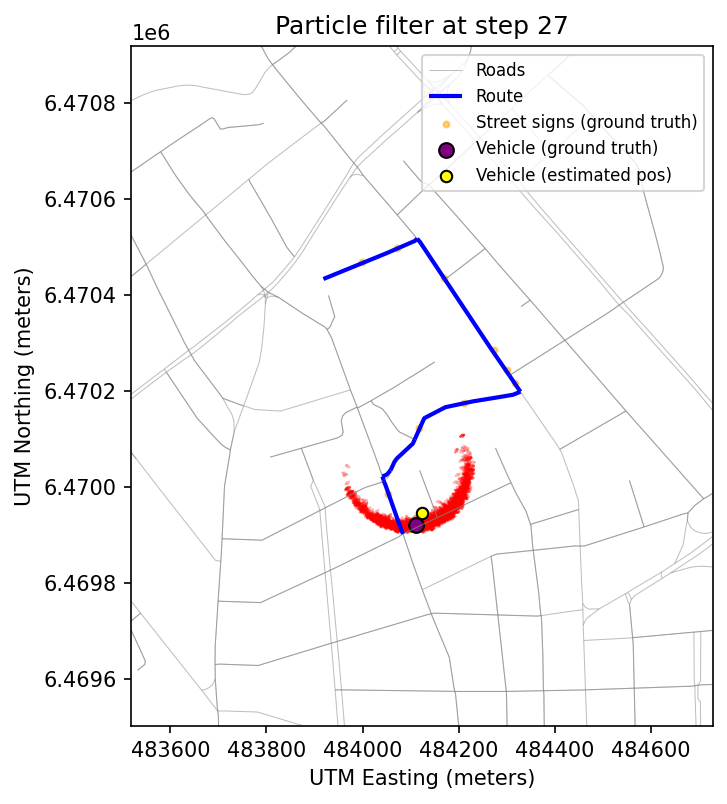 Particle filter at step 27
1e6
Roads
Route
Street signs (ground truth)
Vehicle (ground truth)
Vehicle (estimated pos)
6.4708
6.4706
6.4704
6.4702
6.4700
6.4698
6.4696
UTM Northing (meters)
483600 483800 484000 484200 484400 484600
UTM Easting (meters)